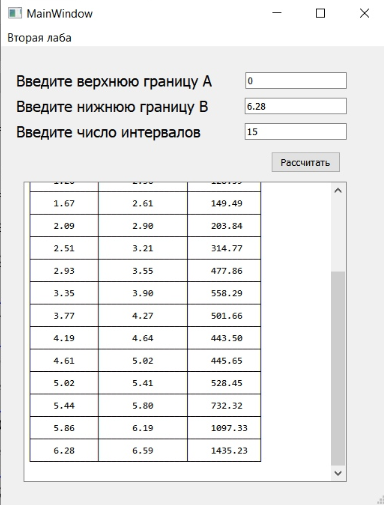 MainWindow
Вторая лаба
Введите верхнюю границу A 0
Введите нижнюю границу B 6.28
Введите число интервалов 15
Рассчитать
1.67 2.61 149.49
2.09 2.90 203.84
2.51 3.21 314.77
2.93 3.55 477.86
3.35 3.90 558.29
3.77 4.27 501.66
4.19 4.64 443.50
4.61 5.02 445.65
5.02 5.41 528.45
5.44 5.80 732.32
5.86 6.19 1097.33
6.28 6.59 1435.23